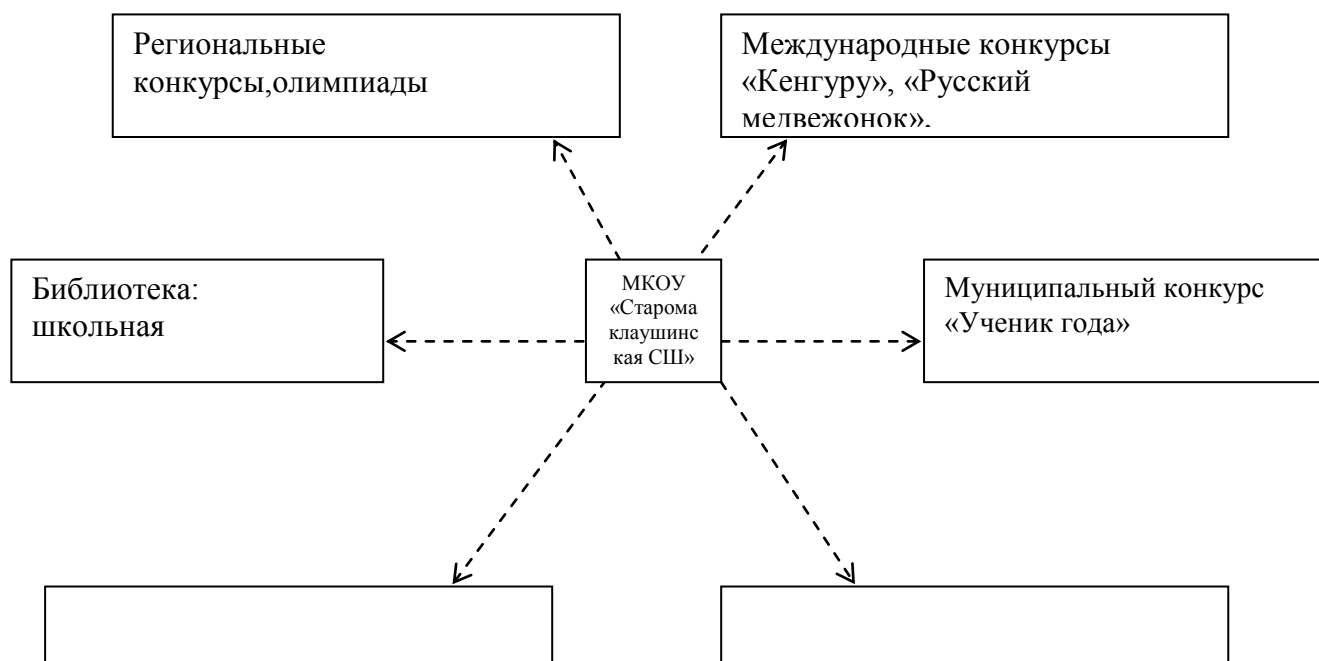 Региональные
конкурсы,олимпиады
Международные конкурсы
«Кенгуру», «Русский
медвежонок».
Библиотека:
школьная
МКОУ
«Старома
клаушинс
кая СШ»
Муниципальный конкурс
«Ученик года»